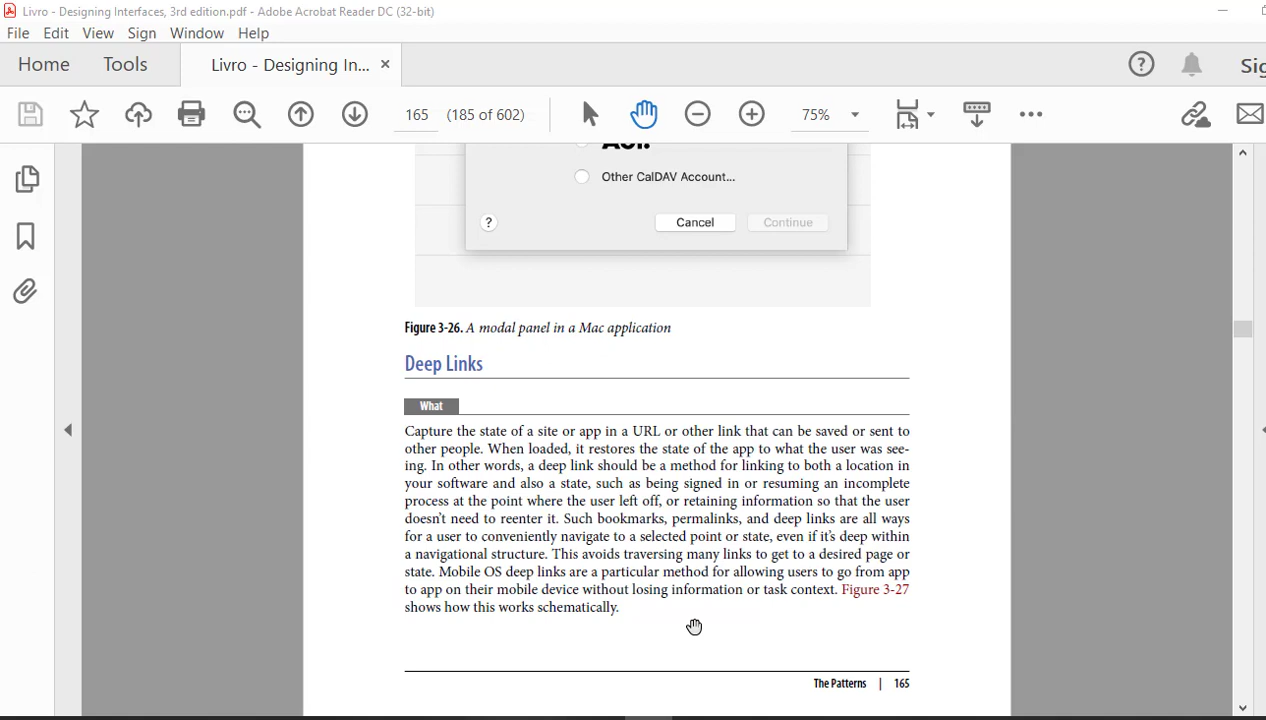 Livro - Designing Interfaces, 3rd edition.pdf - Adobe Acrobat Reader DC (32-bit)
File Edit View Sign Window Help
Home Tools Livro - Designing In... ×
165 (185 of 602) 75%
Other CalDAV Account...
? Cancel Continue
Figure 3-26. A modal panel in a Mac application
Deep Links
What
Capture the state of a site or app in a URL or other link that can be saved or sent to
other people. When loaded, it restores the state of the app to what the user was see-
ing. In other words, a deep link should be a method for linking to both a location in
your software and also a state, such as being signed in or resuming an incomplete
process at the point where the user left off, or retaining information so that the user
doesn't need to reenter it. Such bookmarks, permalinks, and deep links are all ways
for a user to conveniently navigate to a selected point or state, even if it's deep within
a navigational structure. This avoids traversing many links to get to a desired page or
state. Mobile OS deep links are a particular method for allowing users to go from app
to app on their mobile device without losing information or task context. Figure 3-27
shows how this works schematically.
The Patterns | 165